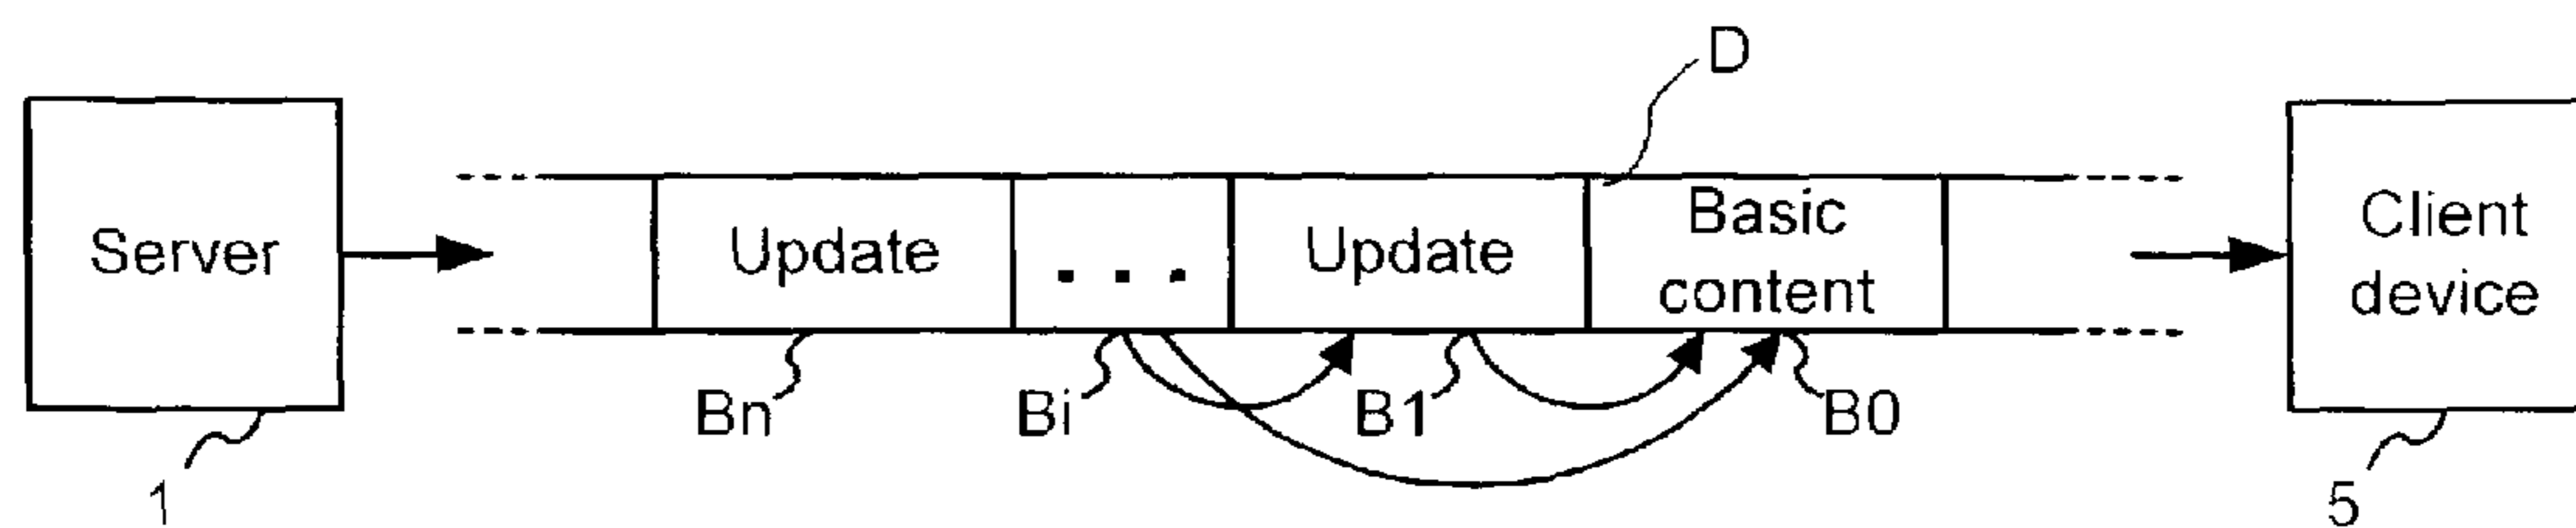 D
Server
Update
. . .
Update
Basic
content
Client
device
Bn
Bi
B1
B0
1
5